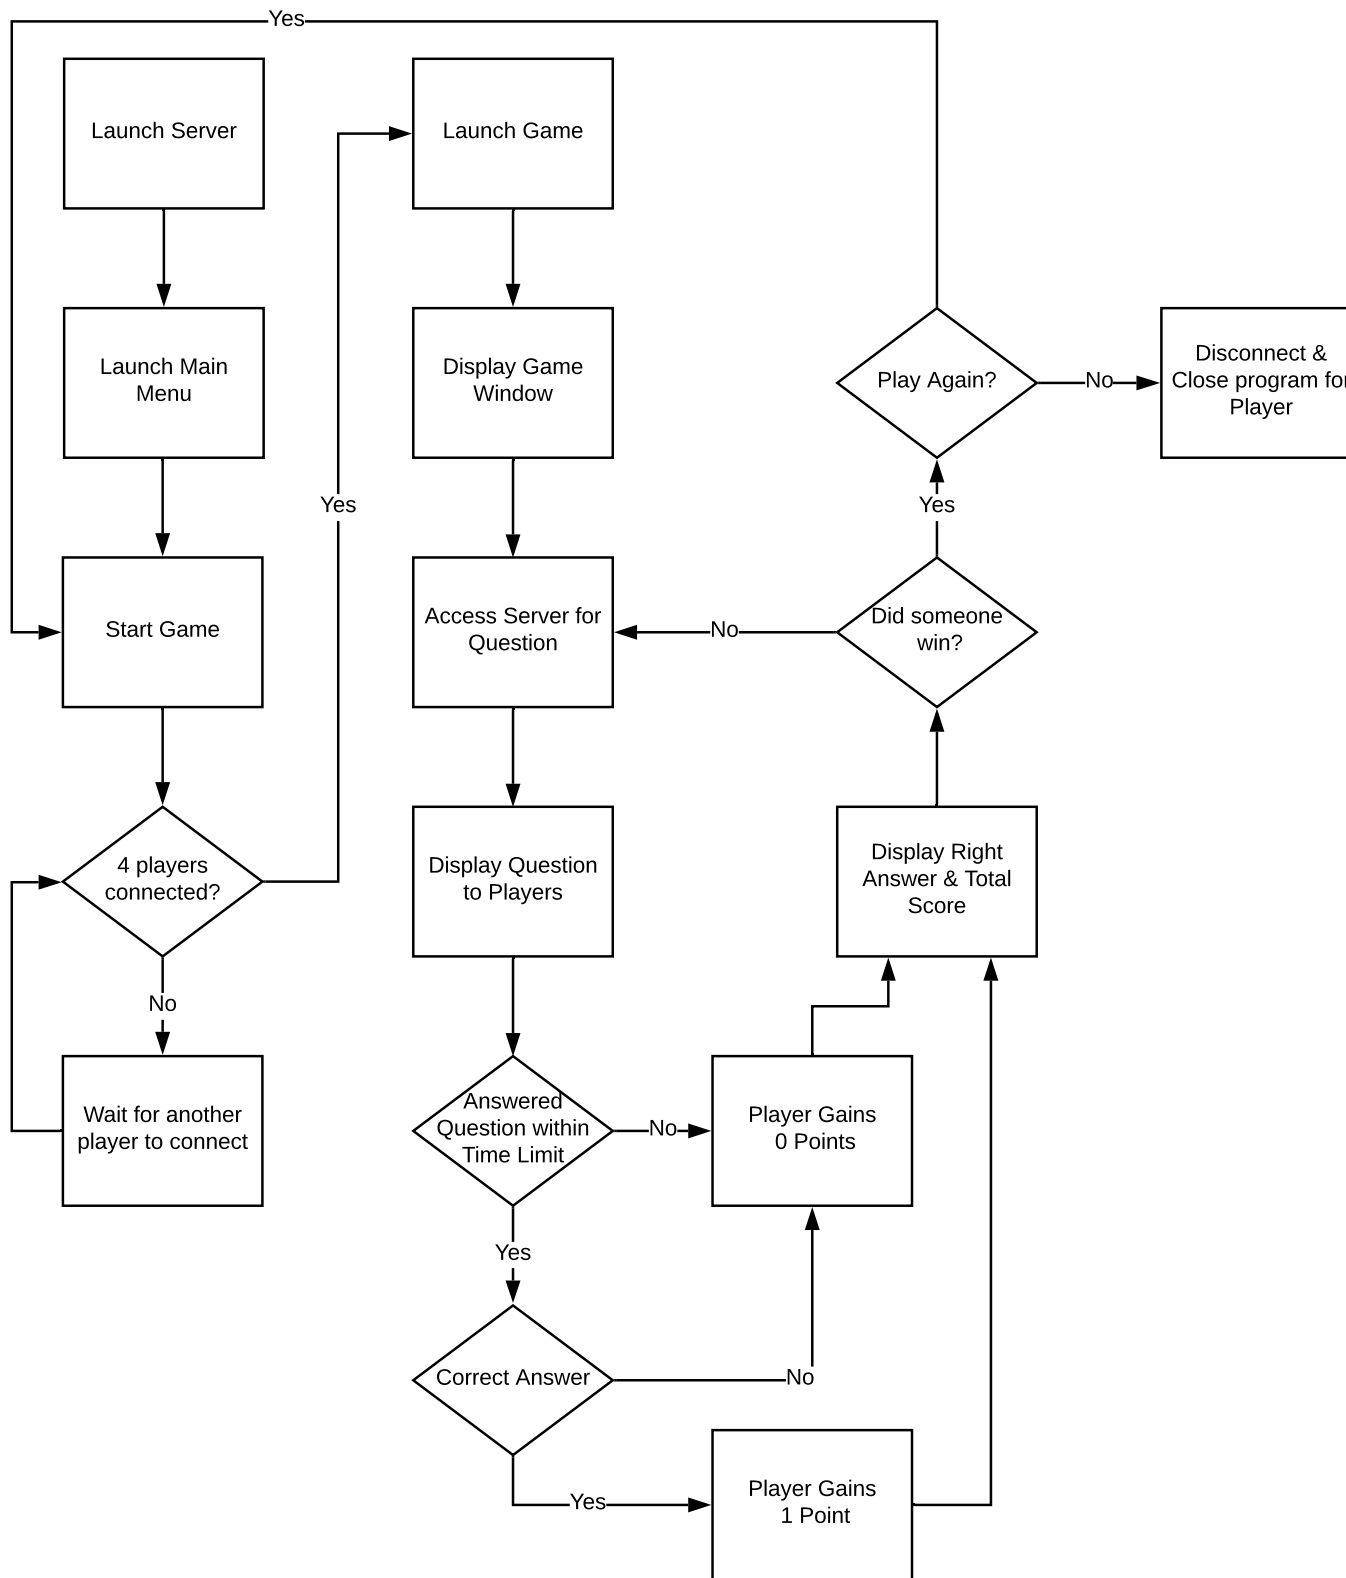 Yes
Launch Server
Launch Game
Launch Main
Menu
Display Game
Window
Play Again?
No
Disconnect &
Close program for
Player
Yes
Yes
Start Game
Access Server for
Question
No
Did someone
win?
4 players
connected?
Display Question
to Players
Display Right
Answer & Total
Score
No
Wait for another
player to connect
Answered
Question within
Time Limit
No
Player Gains
0 Points
Yes
Correct Answer
No
Yes
Player Gains
1 Point